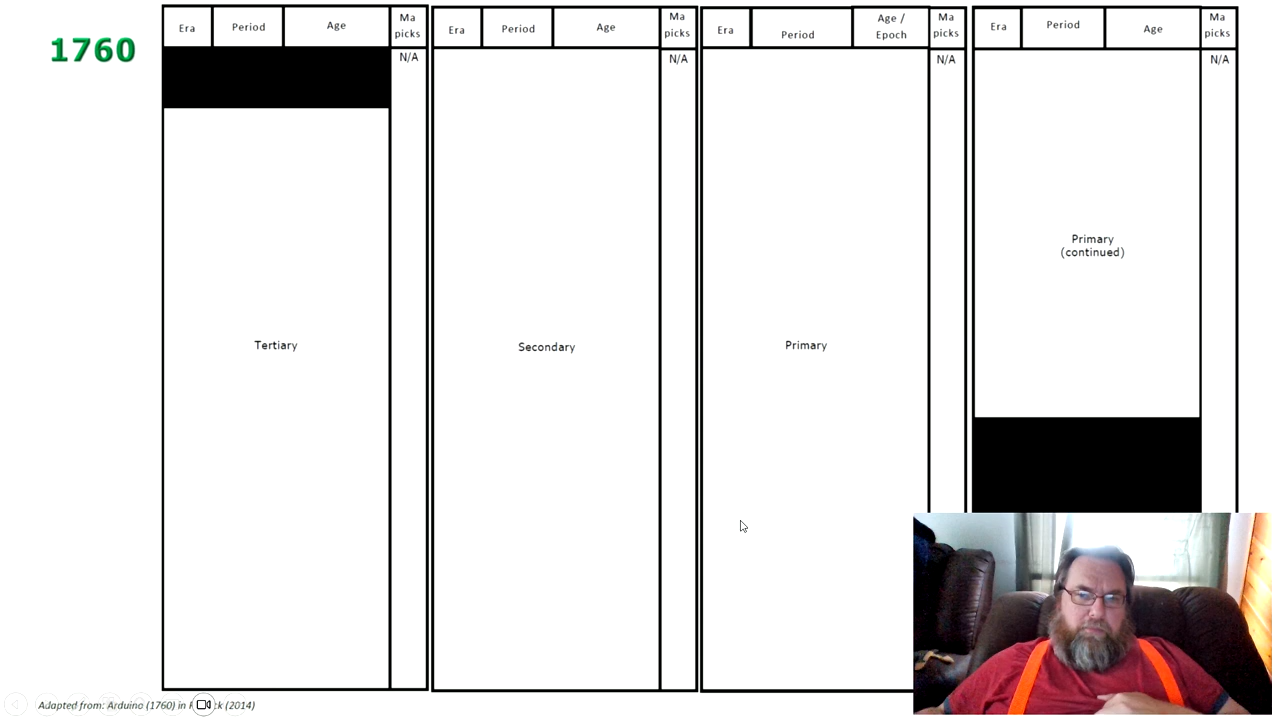 1760
Era
Period
Age
Ma
picks
N/A
Tertiary
Era
Period
Age
Ma
picks
N/A
Secondary
Era
Period
Age /
Epoch
Ma
picks
N/A
Primary
Era
Period
Age
Ma
picks
N/A
Primary
(continued)
Adapted from: Arduino (1760) in (2014)